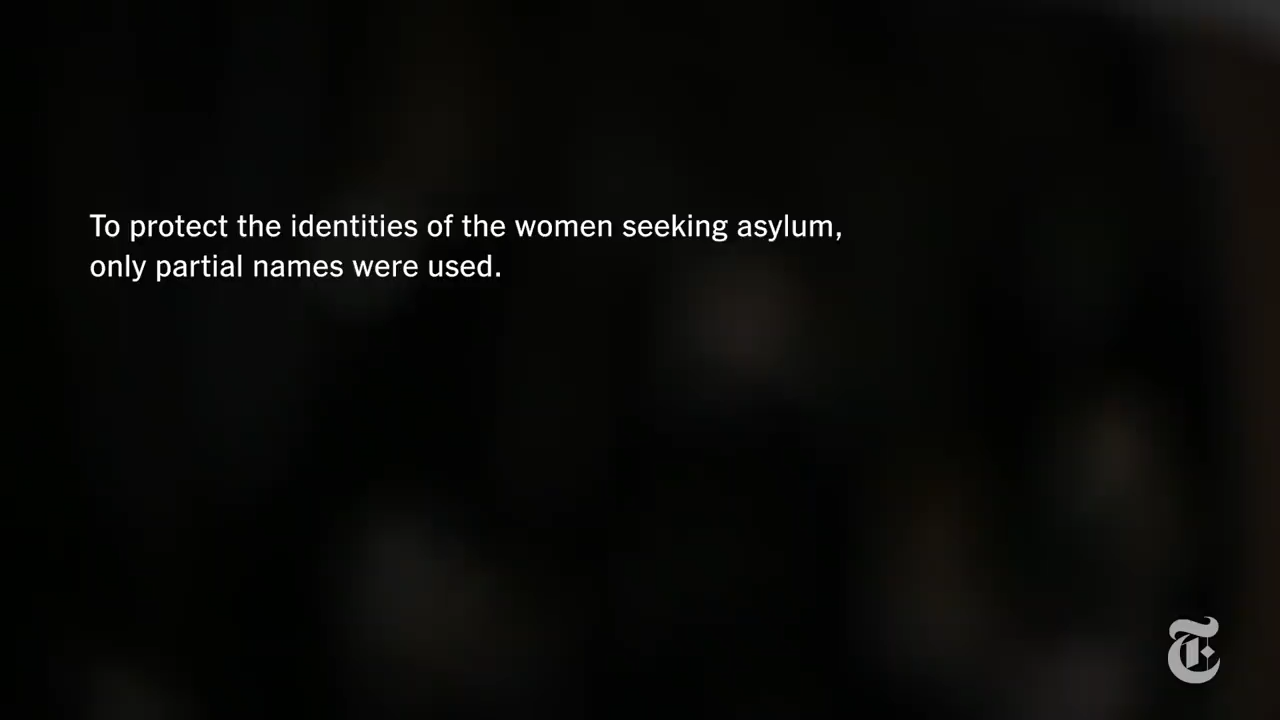 To protect the identities of the women seeking asylum,
only partial names were used.